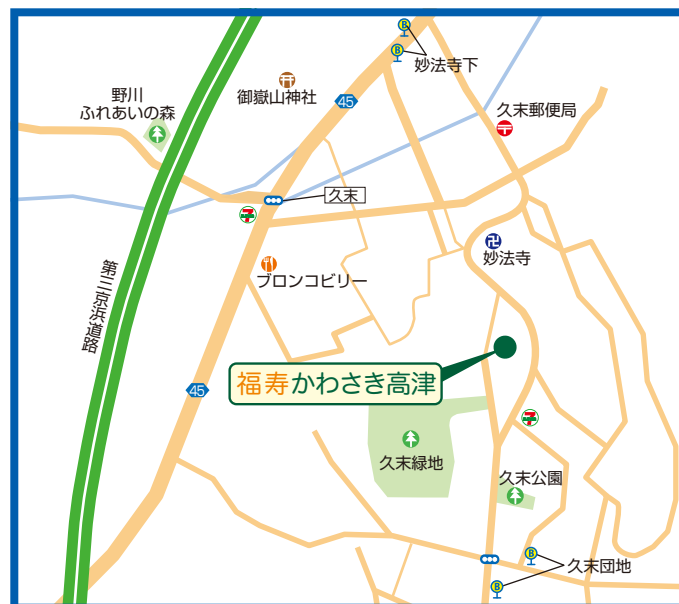 妙法寺下
野川
ふれあいの森
御嶽山神社
45
久末郵便局
久末
妙法寺
ブロンコビリー
第三京浜道路
福寿かわさき高津
45
久末緑地
久末公園
久末団地
B
B
B
B
7
7